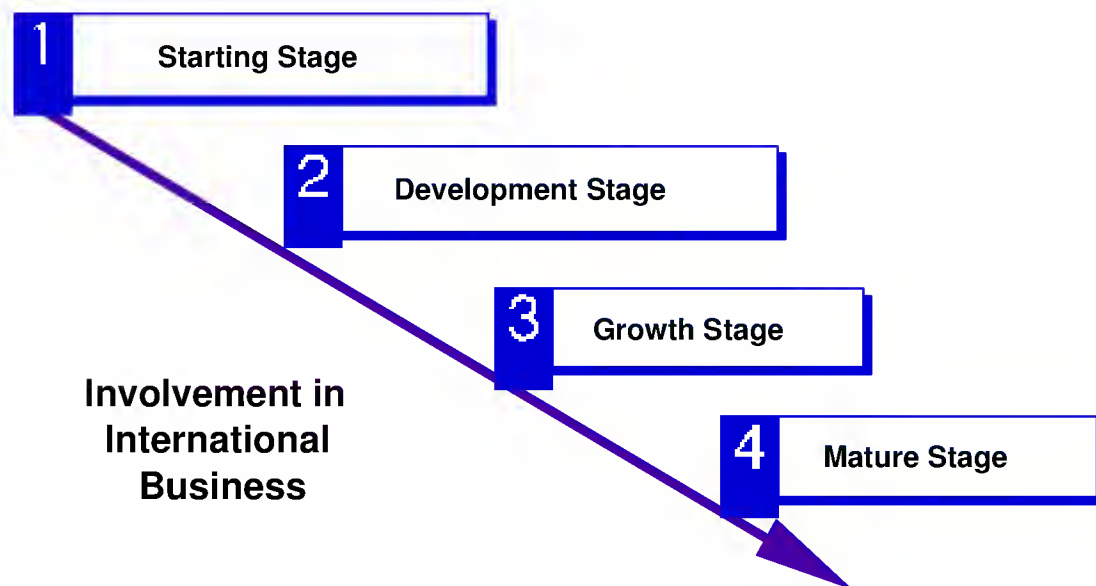 1
Starting Stage
2
Development Stage
3
Growth Stage
4
Mature Stage
Involvement in
International
Business